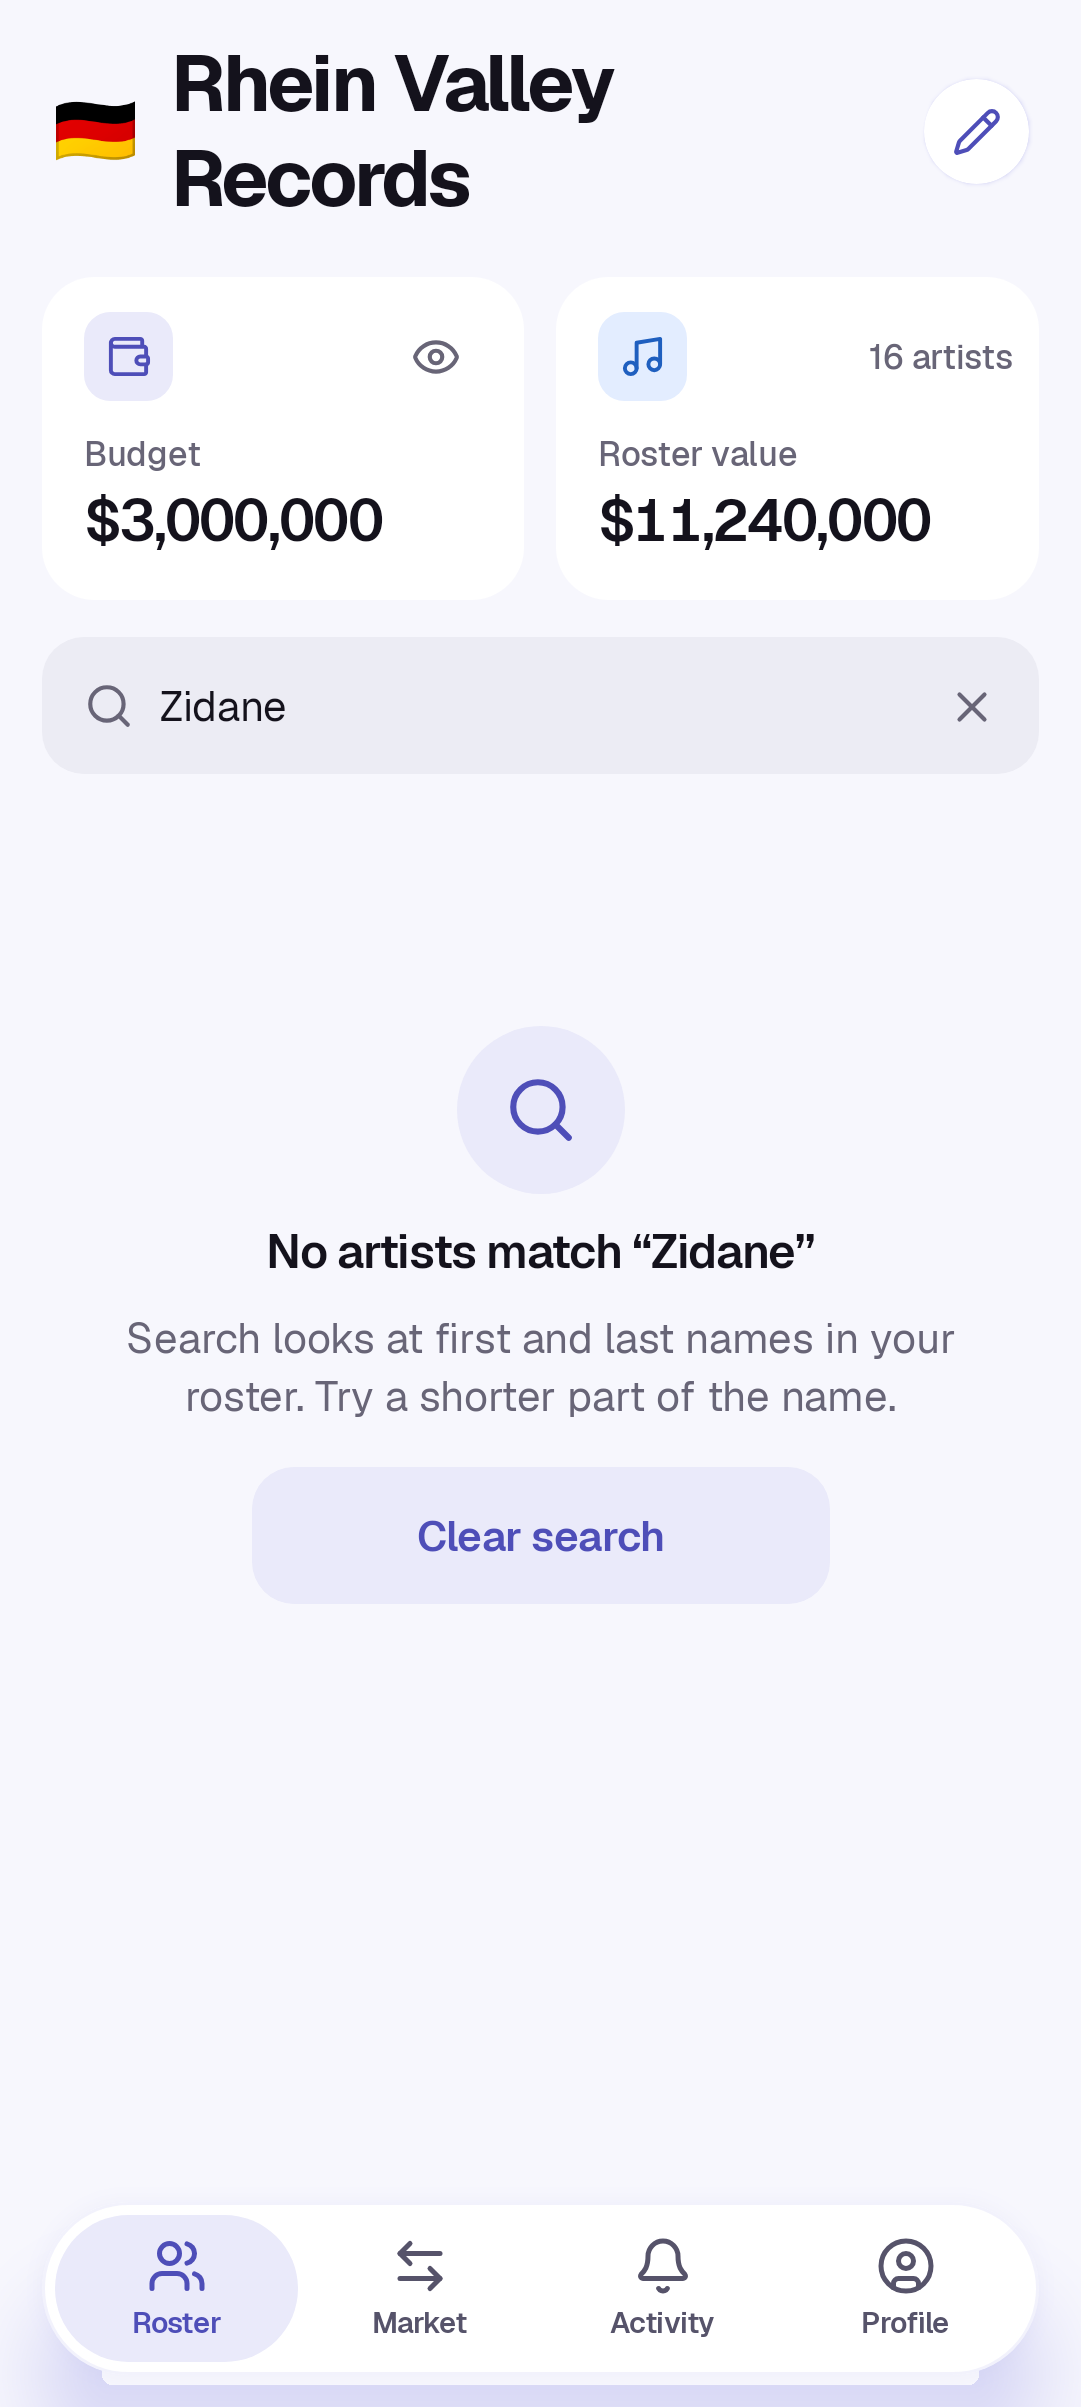 Rhein Valley
Records
16 artists
Budget
$3,000,000
Roster value
$11,240,000
Zidane
No artists match “Zidane”
Search looks at first and last names in your
roster. Try a shorter part of the name.
Clear search
Roster
Market
Activity
Profile